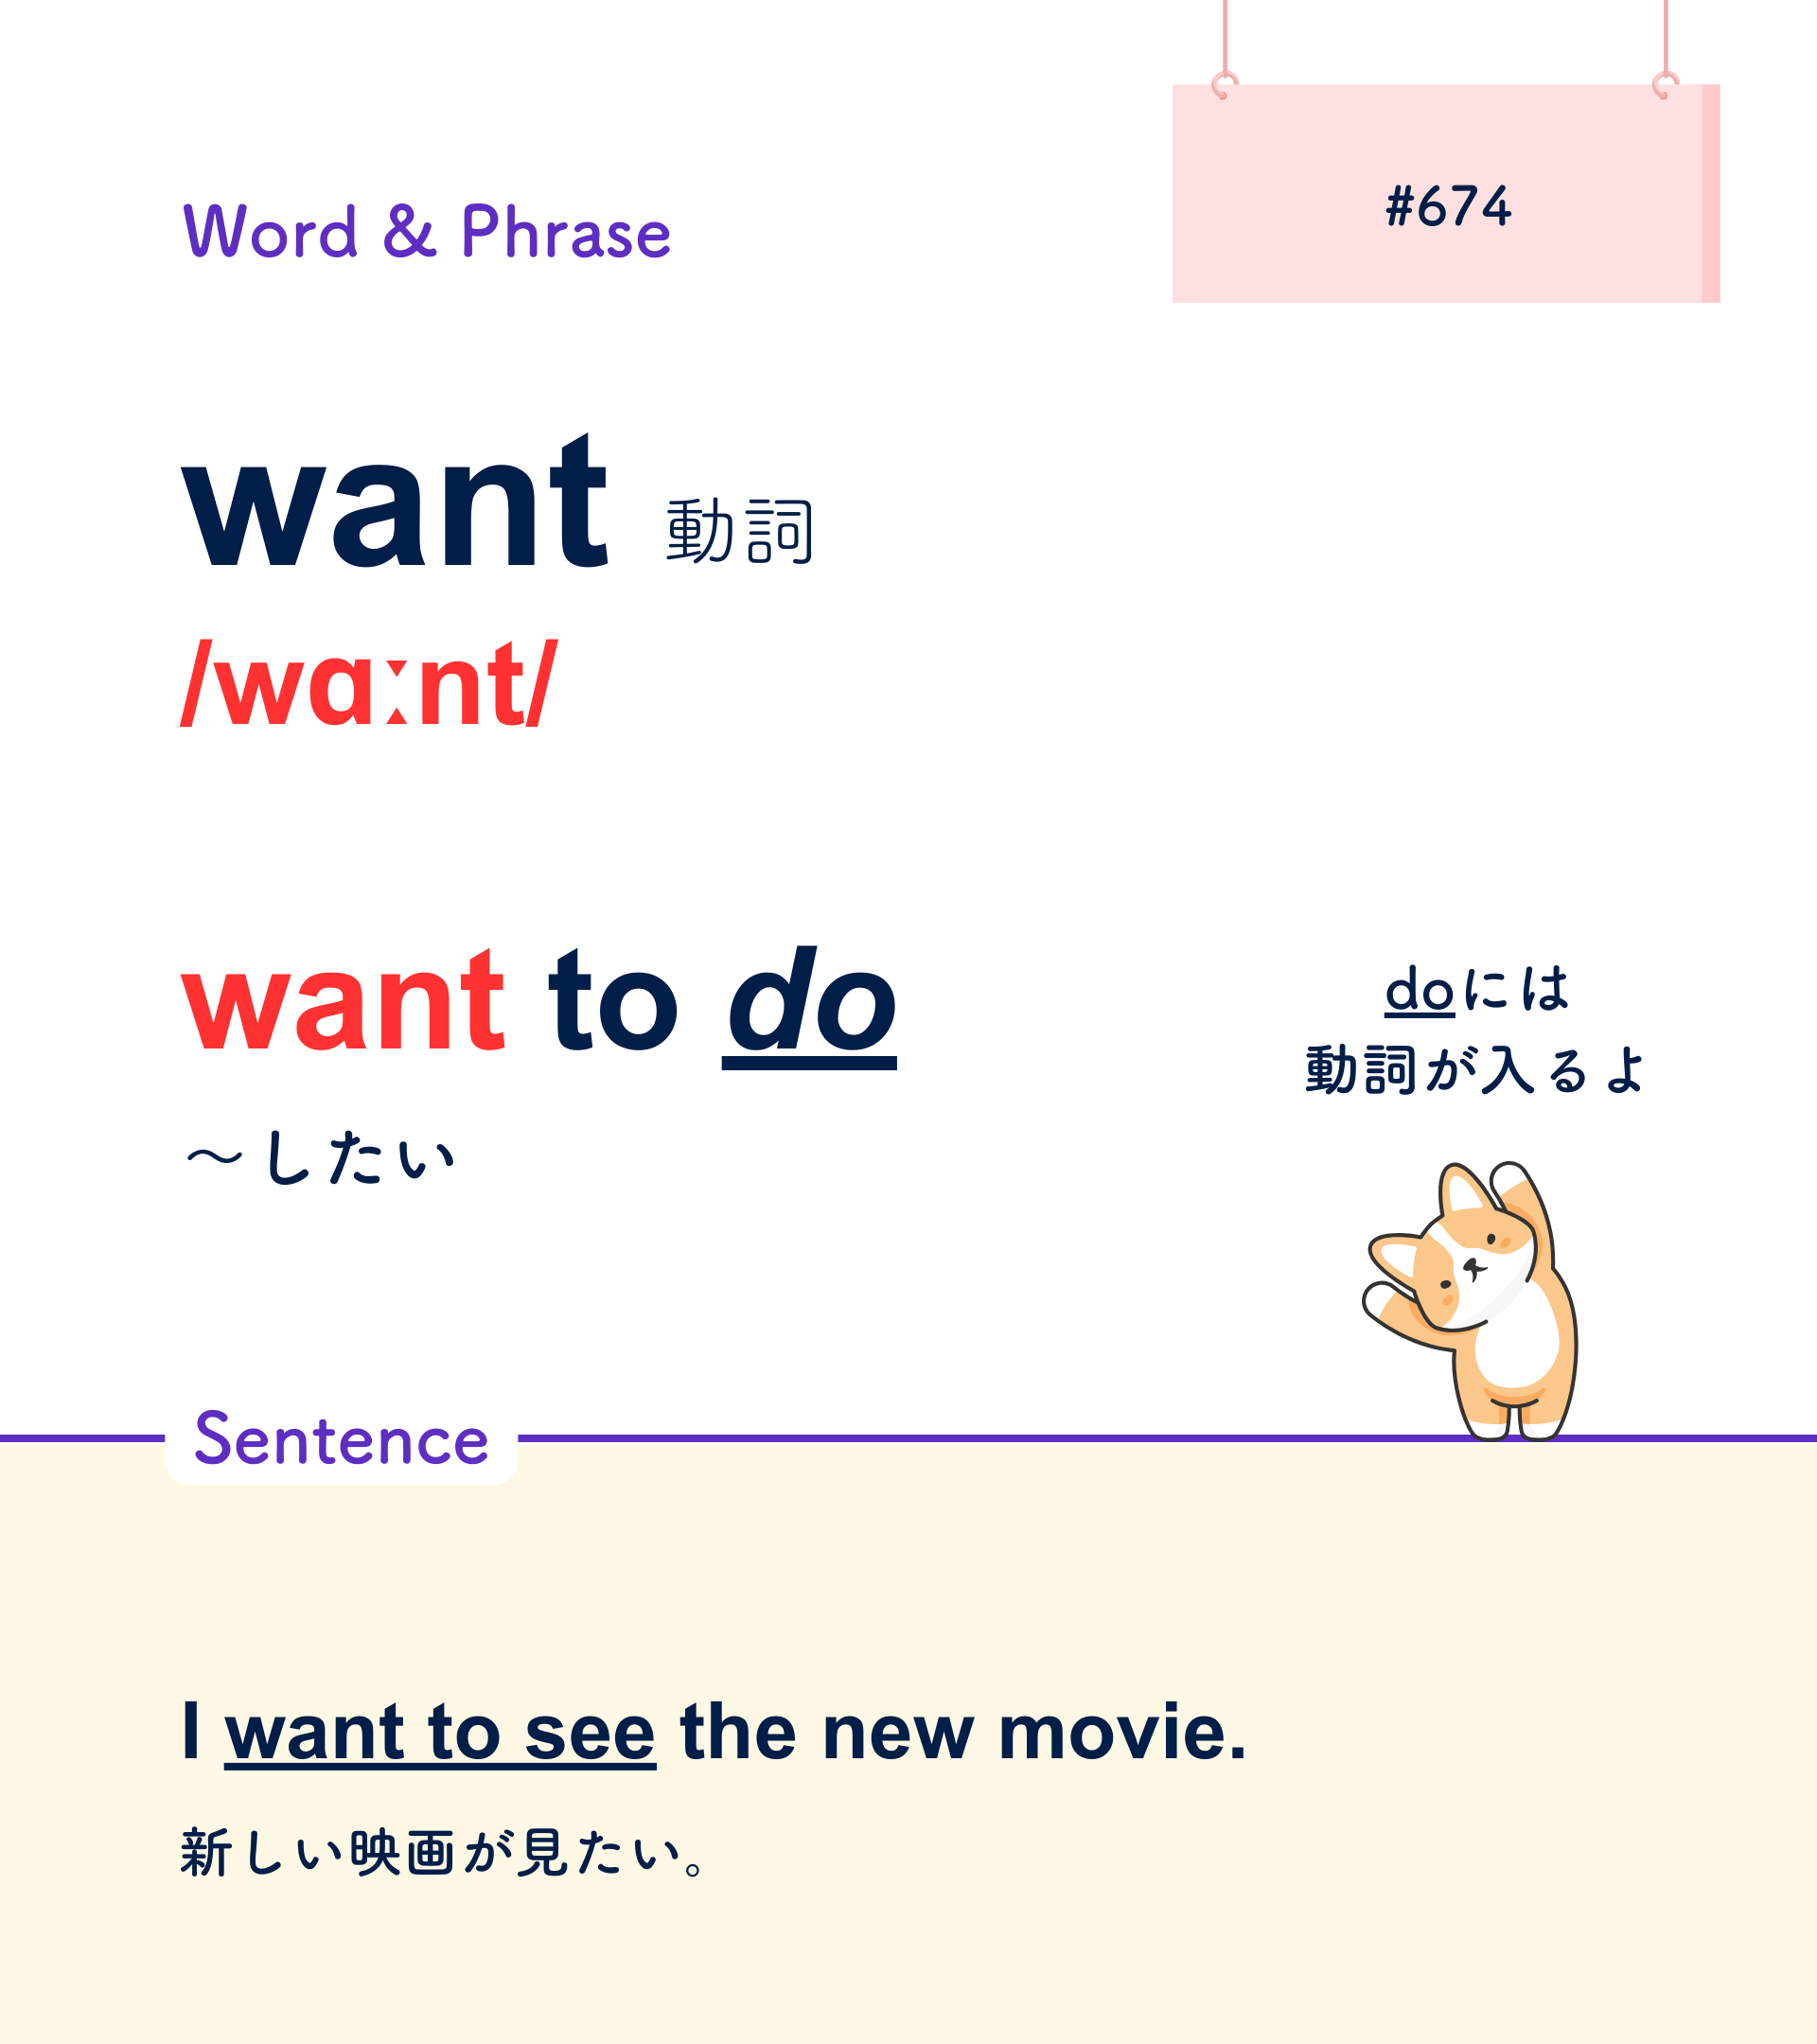 #674
Word & Phrase
want 動詞
/wɑːnt/
want to do
～したい
doには
動詞が入るよ
Sentence
I want to see the new movie.
新しい映画が見たい。